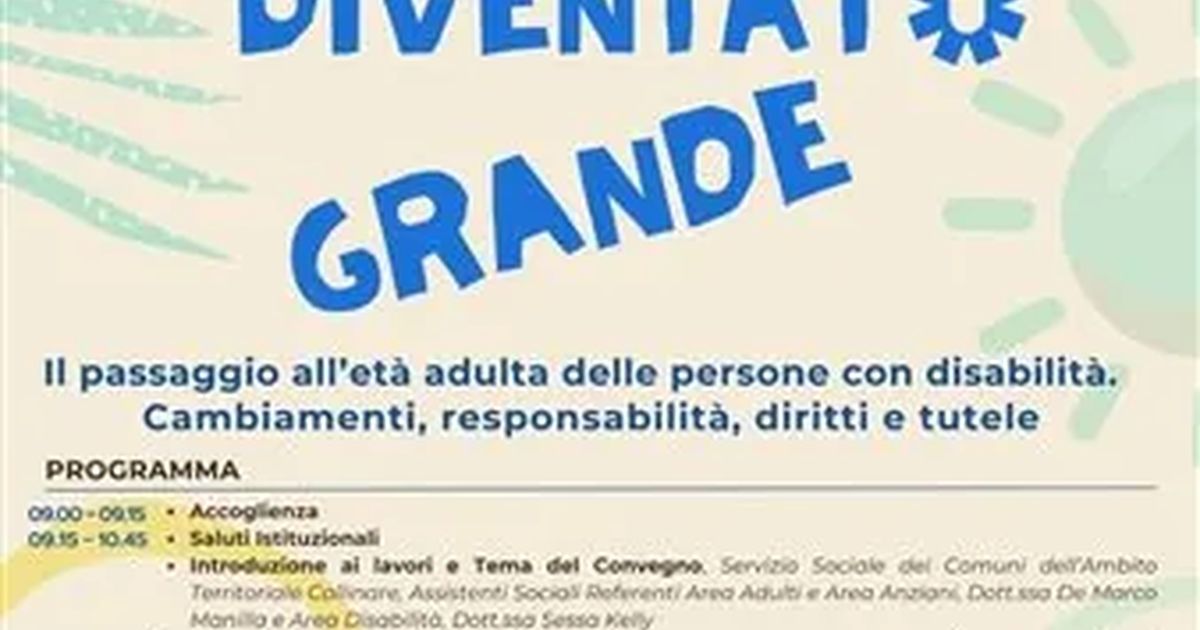 DIVENTATO
GRANDE
Il passaggio all'età adulta delle persone con disabilità.
Cambiamenti, responsabilità, diritti e tutele
PROGRAMMA
09.00 - 09.15 • Accoglienza
09.15 - 10.45 • Saluti Istituzionali
• Introduzione ai lavori e Tema del Convegno, Servizio Sociale dei Comuni dell'Ambito
Territoriale Collinare, Assistenti Sociali Referenti Area Adulti e Area Anziani, Dott.ssa De Marco
Manilla e Area Disabilità, Dott.ssa Sessa Kelly